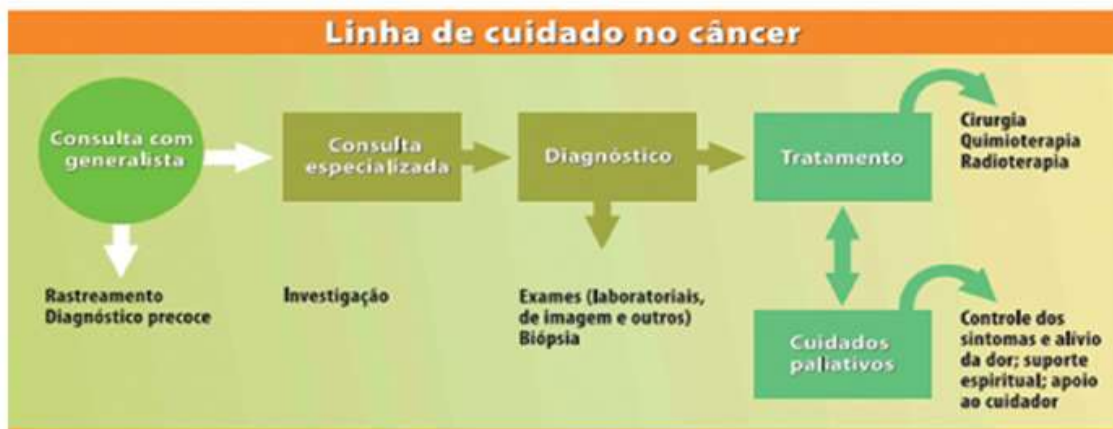 Linha de cuidado no câncer
Consulta com
generalista
Rastreamento
Diagnóstico precoce
Consulta
especializada
Investigação
Diagnóstico
Exames (laboratoriais,
de imagem e outros)
Biópsia
Tratamento
Cirurgia
Quimioterapia
Radioterapia
Cuidados
paliativos
Controle dos
sintomas e alívio
da dor; suporte
espiritual; apoio
ao cuidador